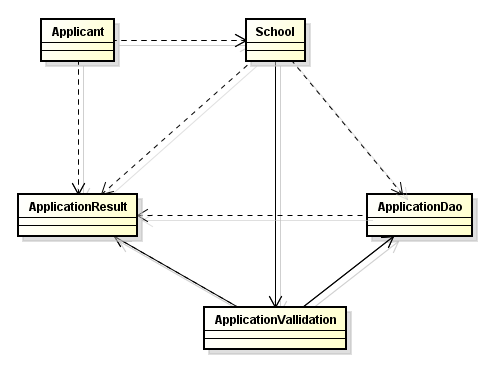 Applicant
School
ApplicationResult
ApplicationDao
ApplicationVallidation